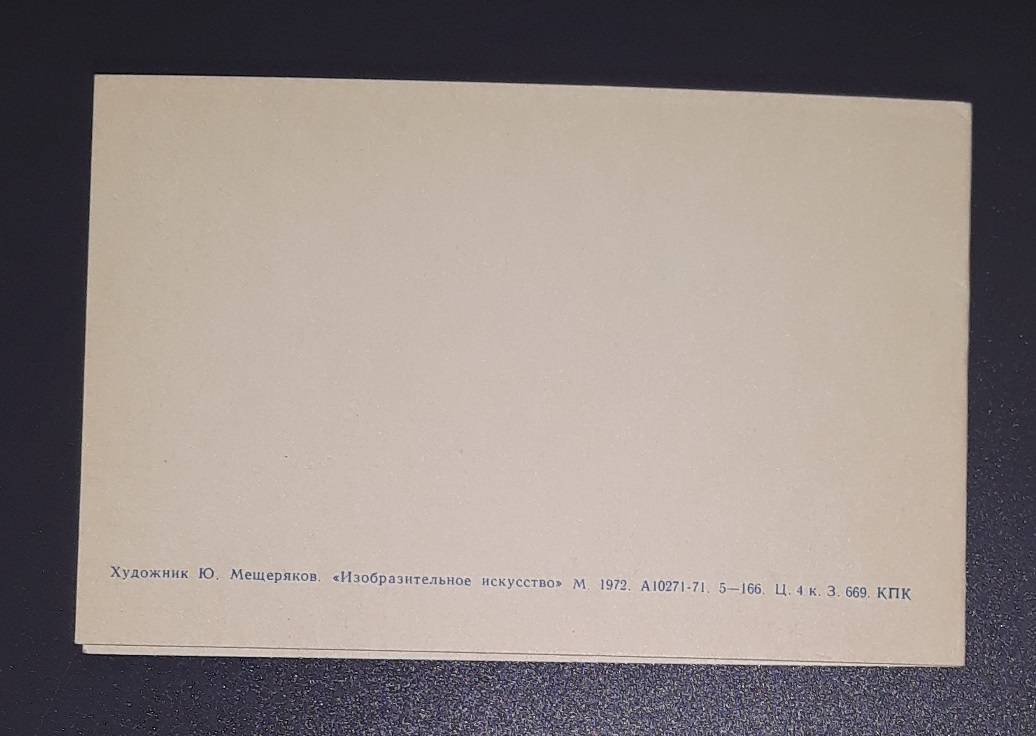 Художник Ю. Мещеряков. «Изобразительное искусство» М. 1972. А10271-71. 5—166. Ц. 4 к. З. 669. КПК